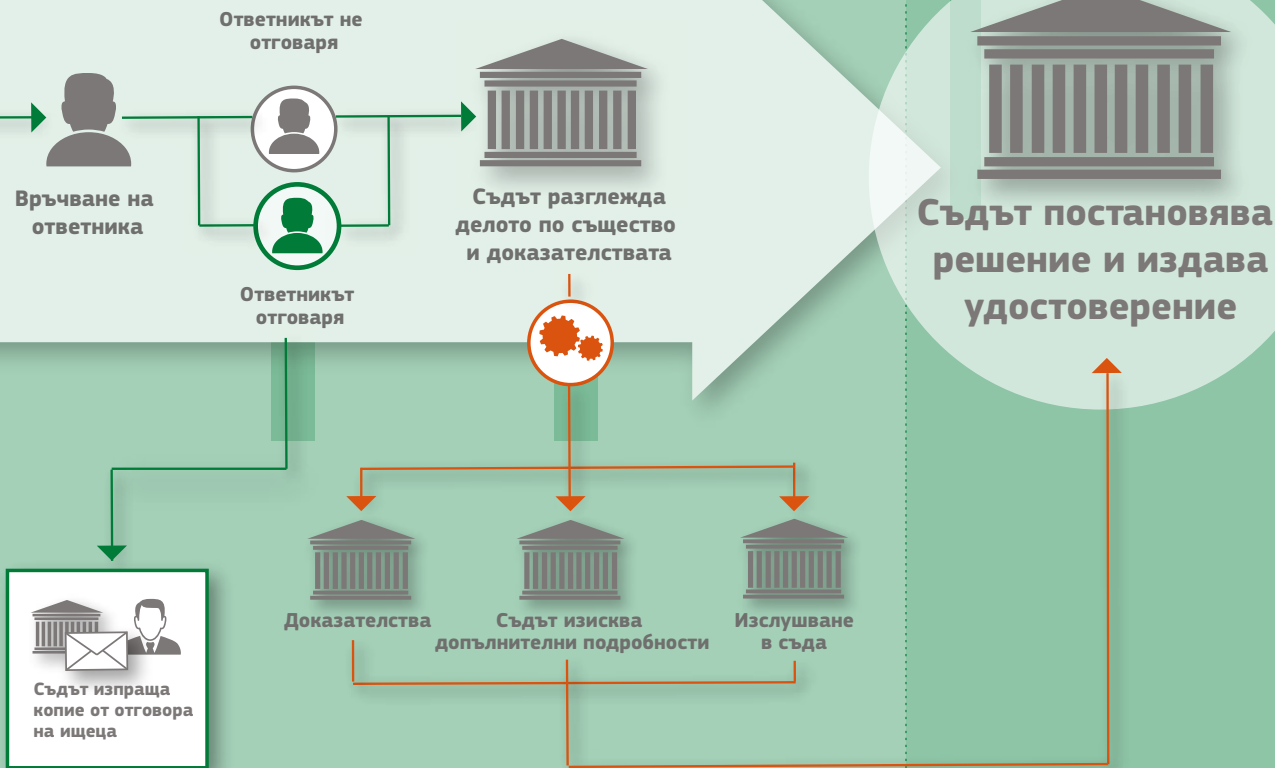 Ответникът не
отговаря
Връчване на
ответника
Ответникът
отговаря
Съдът разглежда
делото по същество
и доказателствата
Съдът постановява
решение и издава
удостоверение
Доказателства
Съдът изисква
допълнителни подробности
Изслушване
в съда
Съдът изпраща
копие от отговора
на ищеца